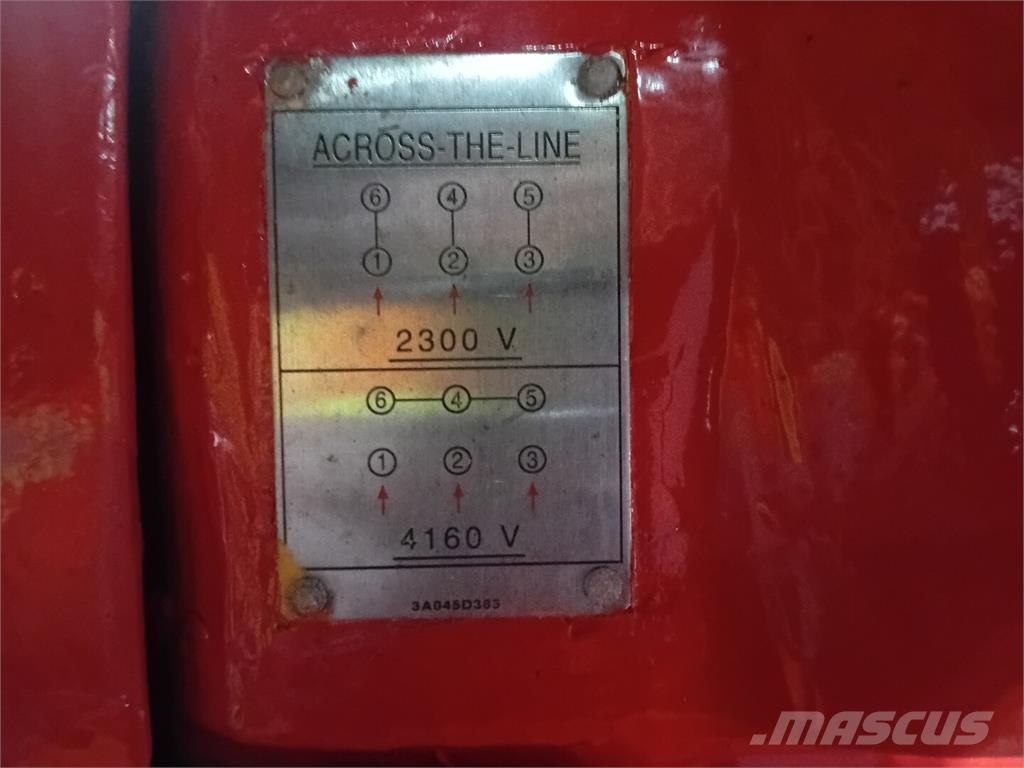 ACROSS-THE-LINE
6 4 5
1 2 3
2300 V
6 4 5
1 2 3
4160 V
3A045D383
MASCUS